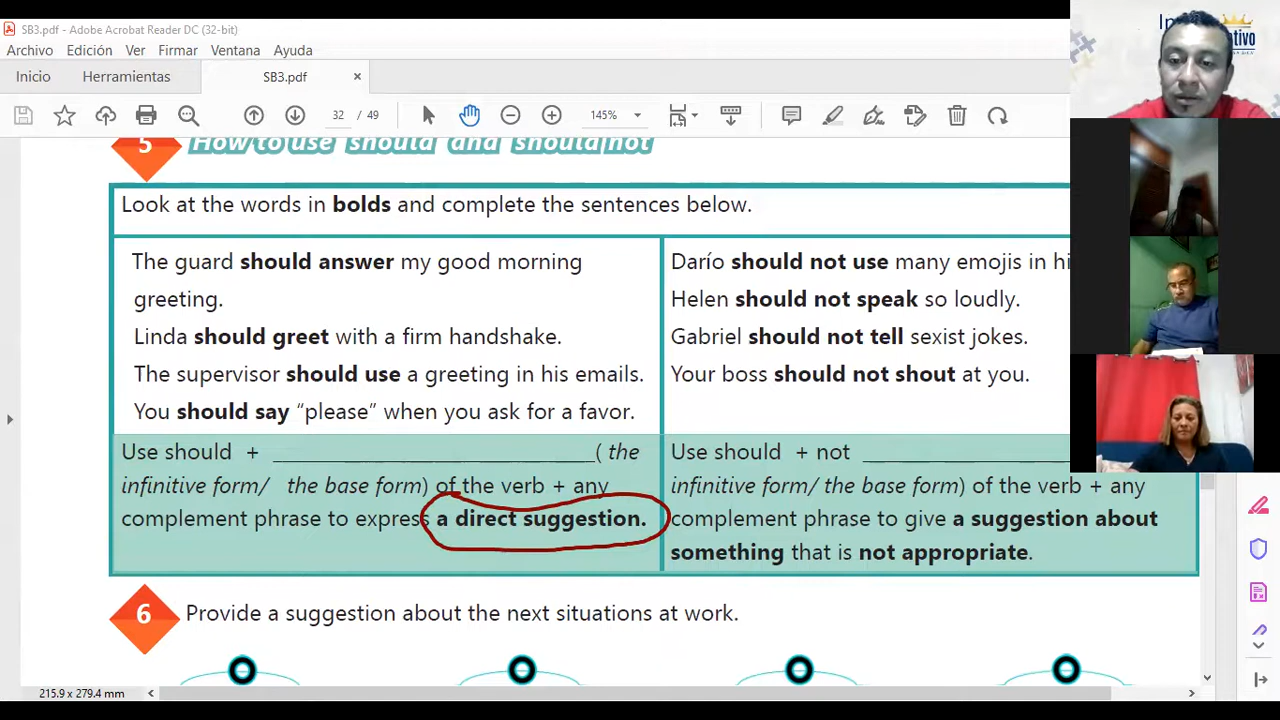 SB3.pdf - Adobe Acrobat Reader DC (32-bit)
Archivo Edición Ver Firmar Ventana Ayuda
Inicio Herramientas SB3.pdf ×
32 / 49 145%
5 How to use should and should not
Look at the words in bolds and complete the sentences below.
The guard should answer my good morning
greeting.
Linda should greet with a firm handshake.
The supervisor should use a greeting in his emails.
You should say “please” when you ask for a favor.
Darío should not use many emojis in hi
Helen should not speak so loudly.
Gabriel should not tell sexist jokes.
Your boss should not shout at you.
Use should + ______________________________( the
infinitive form/ the base form) of the verb + any
complement phrase to express a direct suggestion.
Use should + not ____________________
infinitive form/ the base form) of the verb + any
complement phrase to give a suggestion about
something that is not appropriate.
6 Provide a suggestion about the next situations at work.
215.9 x 279.4 mm